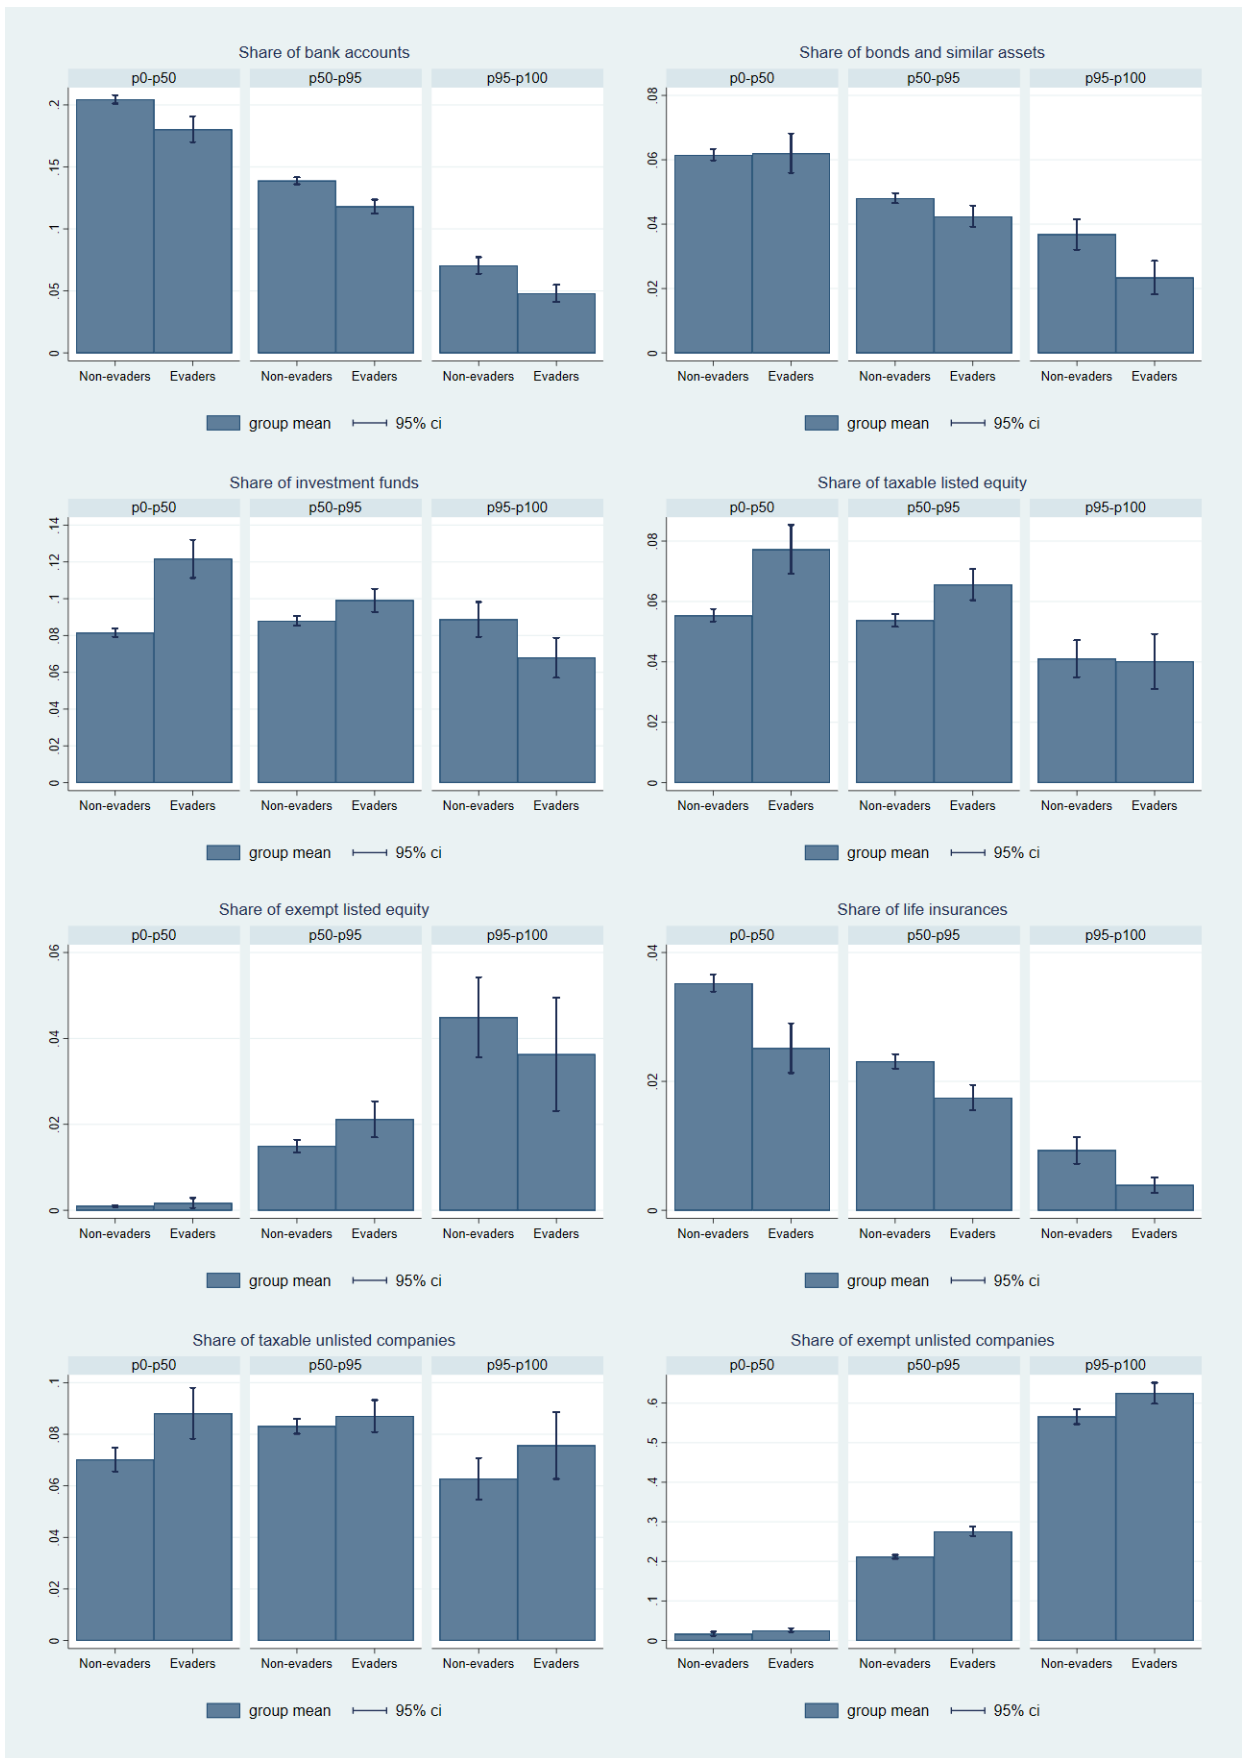 Share of bank accounts
p0-p50 p50-p95 p95-p100
.2
.15
.1
.05
0
Non-evaders Evaders Non-evaders Evaders Non-evaders Evaders
group mean 95% ci
Share of bonds and similar assets
p0-p50 p50-p95 p95-p100
.08
.06
.04
.02
0
Non-evaders Evaders Non-evaders Evaders Non-evaders Evaders
group mean 95% ci
Share of investment funds
p0-p50 p50-p95 p95-p100
.14
.12
.1
.08
.06
.04
.02
0
Non-evaders Evaders Non-evaders Evaders Non-evaders Evaders
group mean 95% ci
Share of taxable listed equity
p0-p50 p50-p95 p95-p100
.08
.06
.04
.02
0
Non-evaders Evaders Non-evaders Evaders Non-evaders Evaders
group mean 95% ci
Share of exempt listed equity
p0-p50 p50-p95 p95-p100
.06
.04
.02
0
Non-evaders Evaders Non-evaders Evaders Non-evaders Evaders
group mean 95% ci
Share of life insurances
p0-p50 p50-p95 p95-p100
.04
.02
0
Non-evaders Evaders Non-evaders Evaders Non-evaders Evaders
group mean 95% ci
Share of taxable unlisted companies
p0-p50 p50-p95 p95-p100
.1
.08
.06
.04
.02
0
Non-evaders Evaders Non-evaders Evaders Non-evaders Evaders
group mean 95% ci
Share of exempt unlisted companies
p0-p50 p50-p95 p95-p100
.6
.5
.4
.3
.2
.1
0
Non-evaders Evaders Non-evaders Evaders Non-evaders Evaders
group mean 95% ci